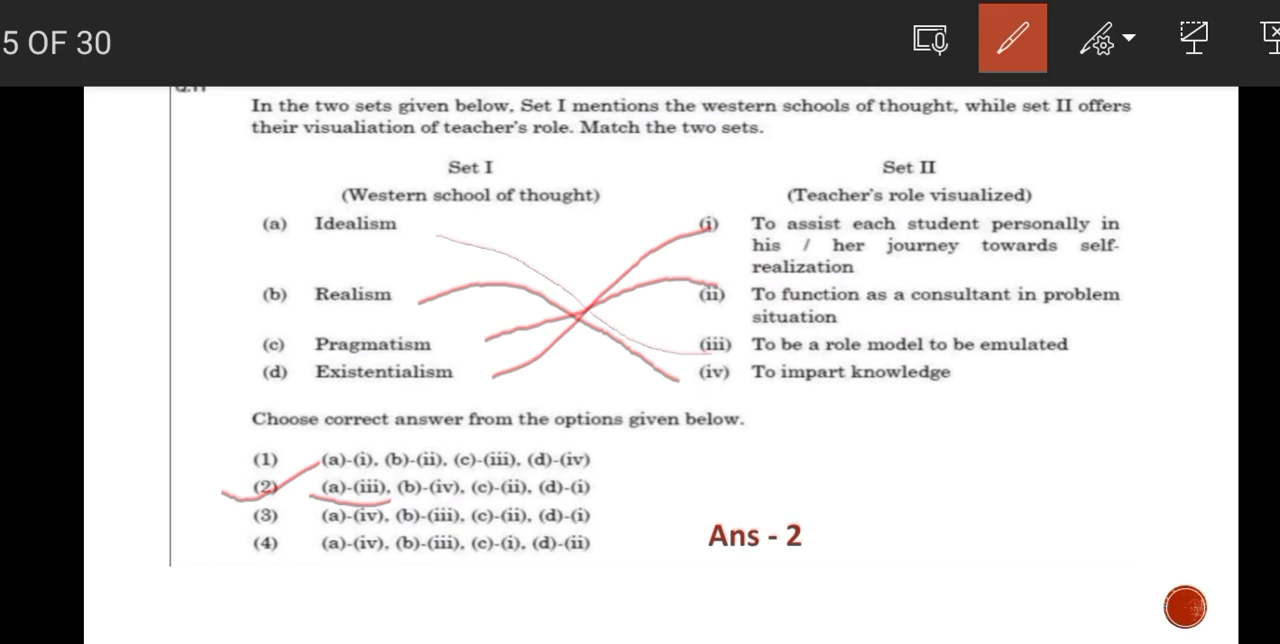 5 OF 30
Q.11
In the two sets given below, Set I mentions the western schools of thought, while set II offers
their visualiation of teacher's role. Match the two sets.
Set I Set II
(Western school of thought) (Teacher's role visualized)
(a) Idealism (i) To assist each student personally in
his / her journey towards self-
realization
(b) Realism (ii) To function as a consultant in problem
situation
(c) Pragmatism (iii) To be a role model to be emulated
(d) Existentialism (iv) To impart knowledge
Choose correct answer from the options given below.
(1) (a)-(i), (b)-(ii), (c)-(iii), (d)-(iv)
(2) (a)-(iii), (b)-(iv), (c)-(ii), (d)-(i)
(3) (a)-(iv), (b)-(iii), (c)-(ii), (d)-(i)
(4) (a)-(iv), (b)-(iii), (c)-(i), (d)-(ii)
Ans - 2